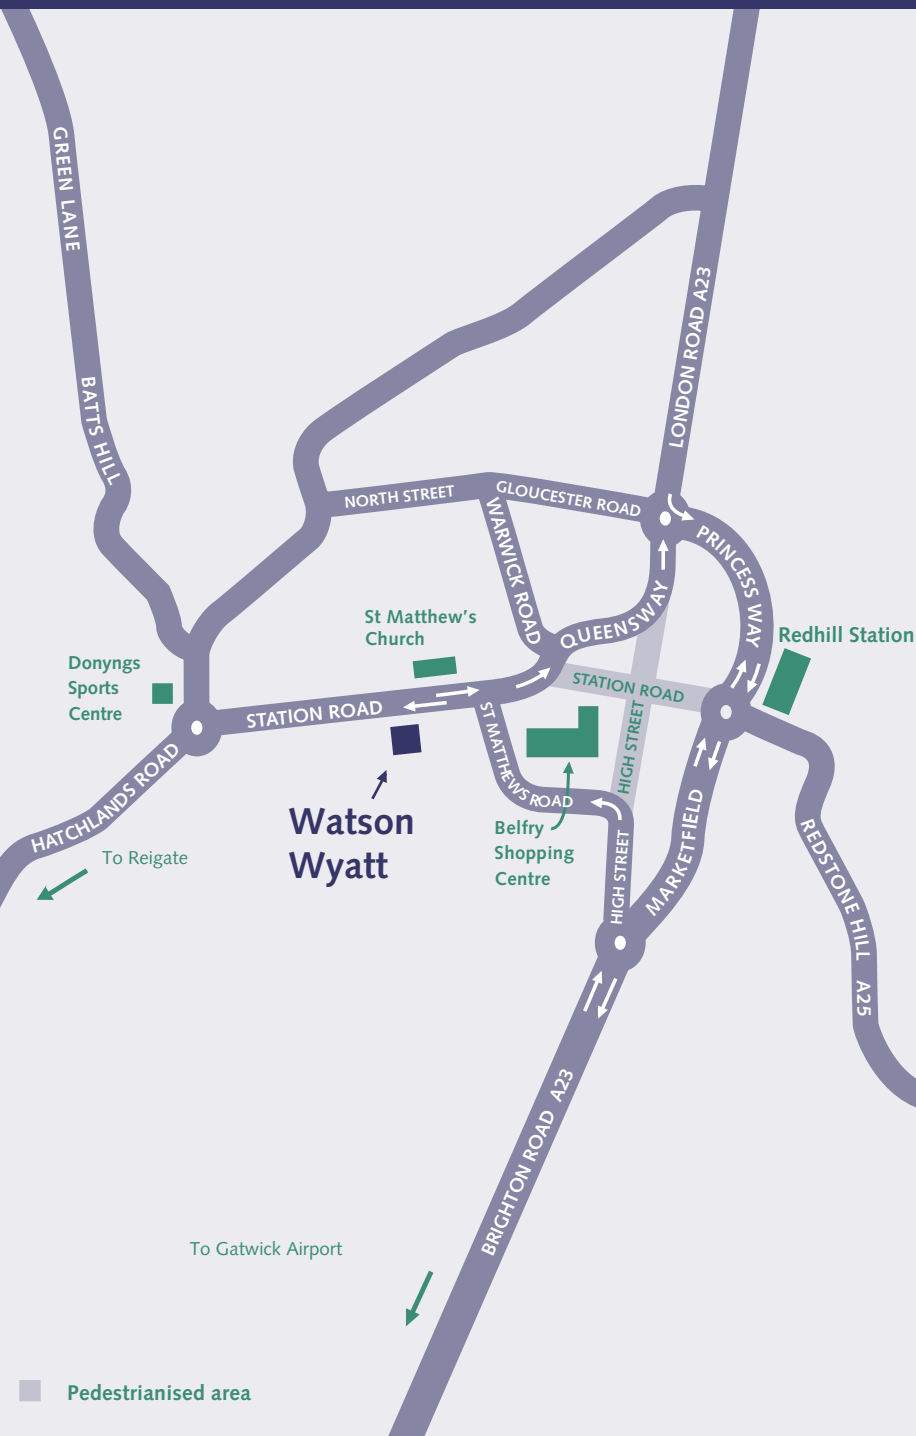 GREEN LANE
LONDON ROAD A23
BATTS HILL
NORTH STREET
GLOUCESTER ROAD
WARWICK ROAD
PRINCESS WAY
QUEENSWAY
St Matthew's
Church
Redhill Station
Donyngs
Sports
Centre
STATION ROAD
STATION ROAD
HIGH STREET
ST MATTHEWS ROAD
HATCHLANDS ROAD
Watson
Wyatt
Belfry
Shopping
Centre
HIGH STREET
MARKETFIELD
REDSTONE HILL A25
To Reigate
BRIGHTON ROAD A23
To Gatwick Airport
Pedestrianised area